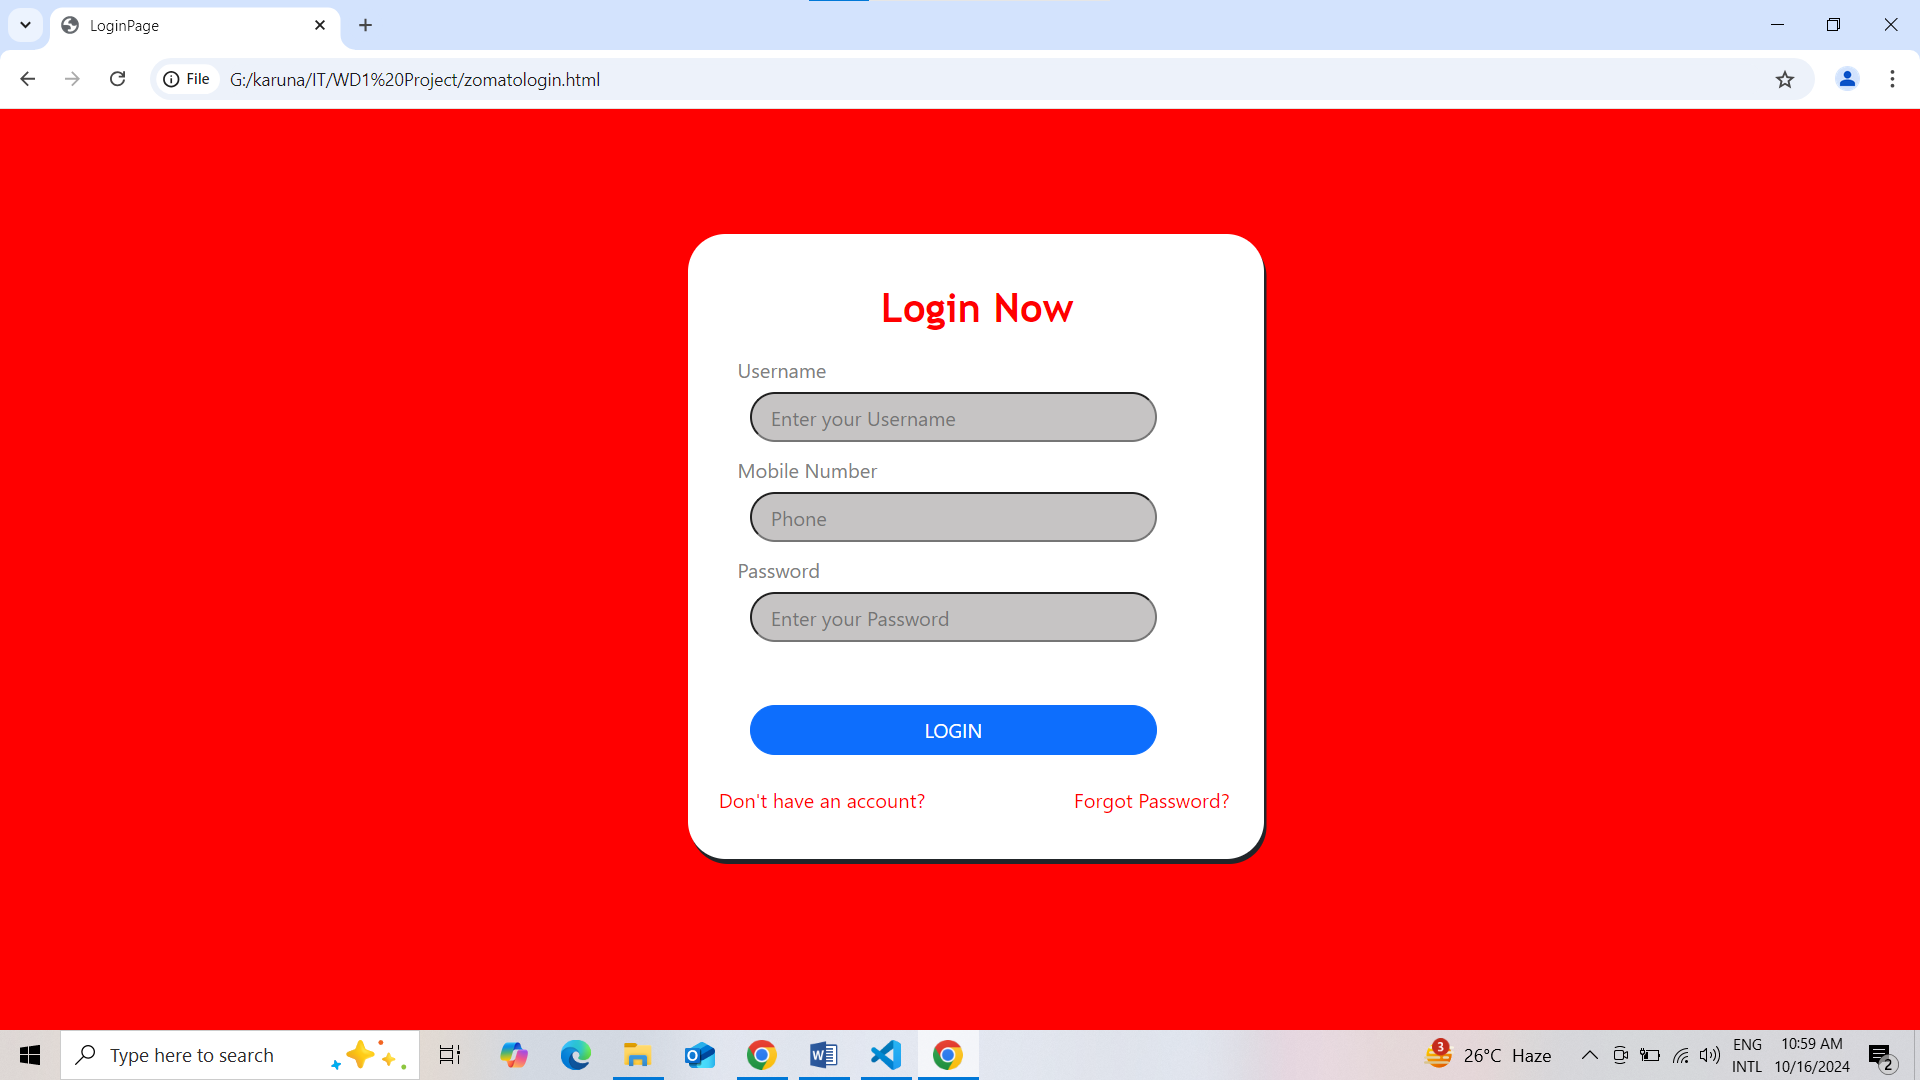 LoginPage
File G:/karuna/IT/WD1%20Project/zomatologin.html
Login Now
Username
Enter your Username
Mobile Number
Phone
Password
Enter your Password
LOGIN
Don't have an account? Forgot Password?
Type here to search
3 26°C Haze
ENG 10:59 AM
INTL 10/16/2024
2